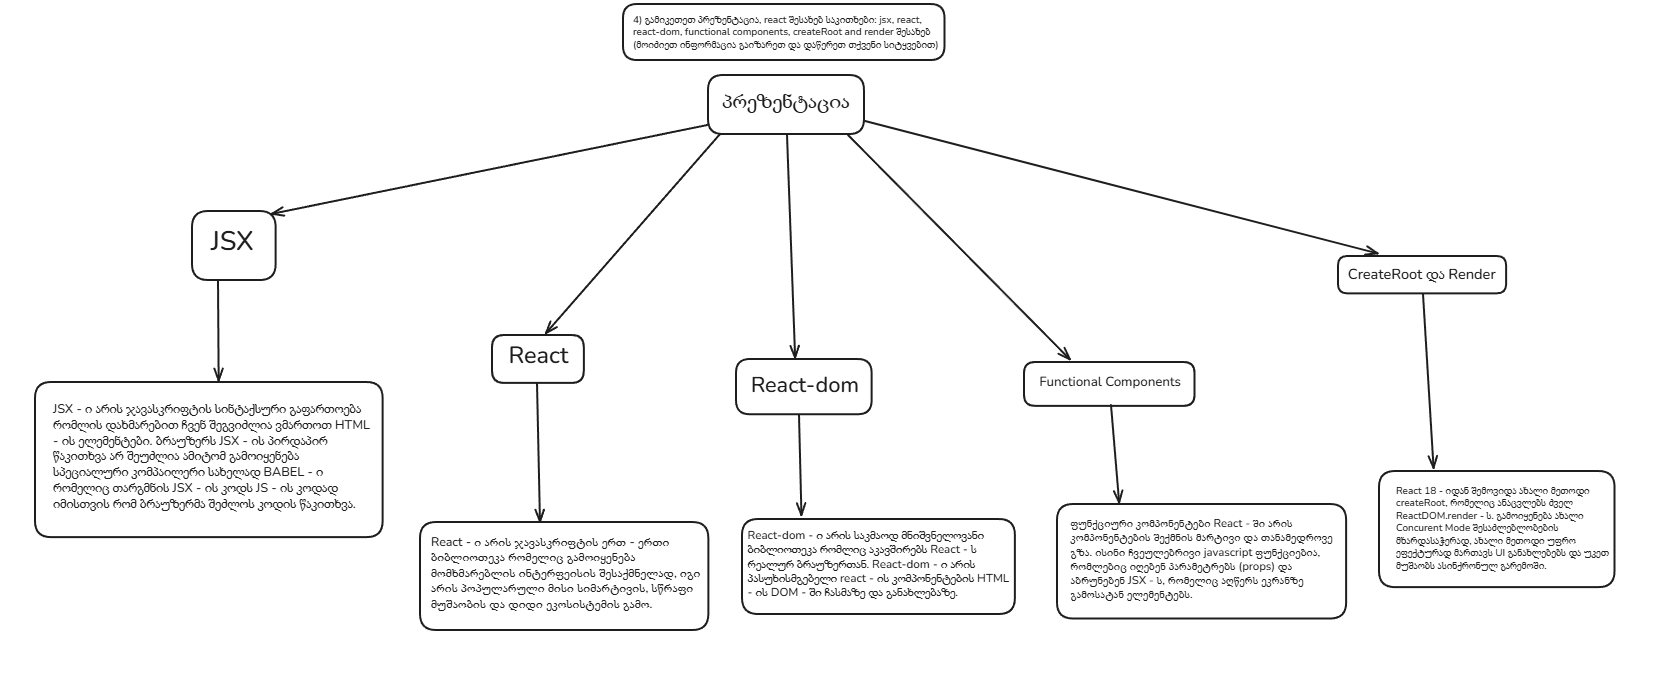 4) გამიკეთეთ პრეზენტაცია, react შესახებ საკითხები: jsx, react,
react-dom, functional components, createRoot and render შესახებ
(მოიძიეთ ინფორმაცია გაიზარეთ და დაწერეთ თქვენი სიტყვებით)
პრეზენტაცია
JSX
CreateRoot და Render
React
React-dom
Functional Components
JSX - ი არის ჯავასკრიფტის სინტაქსური გაფართოება
რომლის დახმარებით ჩვენ შეგვიძლია ვმართოთ HTML
- ის ელემენტები. ბრაუზერს JSX - ის პირდაპირ
წაკითხვა არ შეუძლია ამიტომ გამოიყენება
სპეციალური კომპაილერი სახელად BABEL - ი
რომელიც თარგმნის JSX - ის კოდს JS - ის კოდად
იმისთვის რომ ბრაუზერმა შეძლოს კოდის წაკითხვა.
React - ი არის ჯავასკრიფტის ერთ - ერთი
ბიბლიოთეკა რომელიც გამოიყენება
მომხმარებლის ინტერფეისის შესაქმნელად, იგი
არის პოპულარული მისი სიმარტივის, სწრაფი
მუშაობის და დიდი ეკოსისტემის გამო.
React-dom - ი არის საკმაოდ მნიშვნელოვანი
ბიბლიოთეკა რომლიც აკავშირებს React - ს
რეალურ ბრაუზერთან. React-dom - ი არის
პასუხისმგებელი react - ის კომპონენტების HTML
- ის DOM - ში ჩასმაზე და განახლებაზე.
ფუნქციური კომპონენტები React - ში არის
კომპონენტების შექმნის მარტივი და თანამედროვე
გზა. ისინი ჩვეულებრივი javascript ფუნქციებია,
რომლებიც იღებენ პარამეტრებს (props) და
აბრუნებენ JSX - ს, რომელიც აღწერს ეკრანზე
გამოსატან ელემენტებს.
React 18 - იდან შემოვიდა ახალი მეთოდი
createRoot, რომელიც ანაცვლებს ძველ
ReactDOM.render - ს. გამოიყენება ახალი
Concurent Mode შესაძლებლობების
მხარდასაჭერად, ახალი მეთოდი უფრო
ეფექტურად მართავს UI განახლებებს და უკეთ
მუშაობს ასინქრონულ გარემოში.